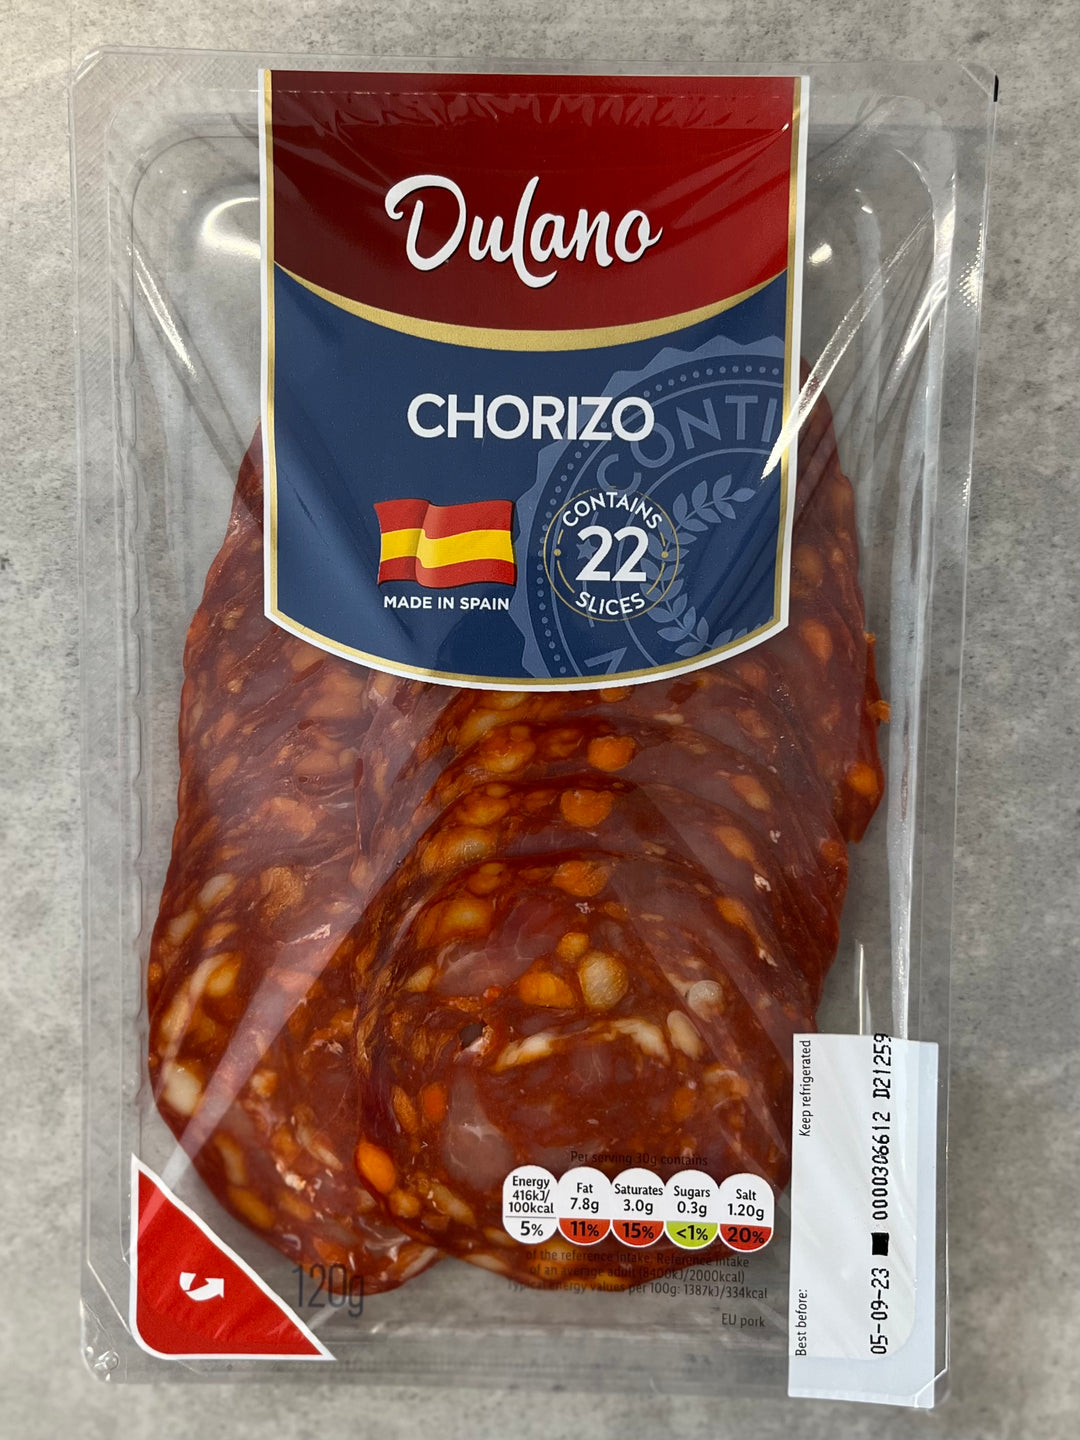 Dulano
CHORIZO
CONTI
MADE IN SPAIN
CONTAINS
22
SLICES
Per serving 30g contains
Energy
416kJ/
100kcal
5%
Fat
7.8g
11%
Saturates
3.0g
15%
Sugars
0.3g
<1%
Salt
1.20g
20%
of the reference intake. Reference intake
of an average adult (8400kJ/2000kcal)
Typical energy values per 100g: 1387kJ/334kcal
EU pork
120g
Keep refrigerated
Best before:
05-09-23 ■ 0000306612 D21259